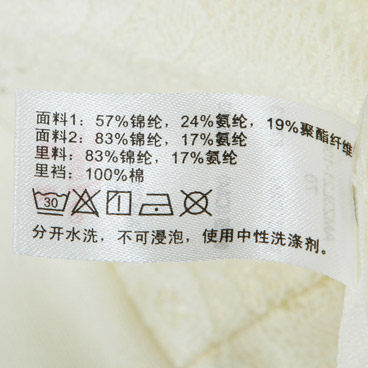 面料1：57%锦纶，24%氨纶，19%聚酯纤维
面料2：83%锦纶，17%氨纶
里料：83%锦纶，17%氨纶
里裆：100%棉
30
分开水洗，不可浸泡，使用中性洗涤剂。